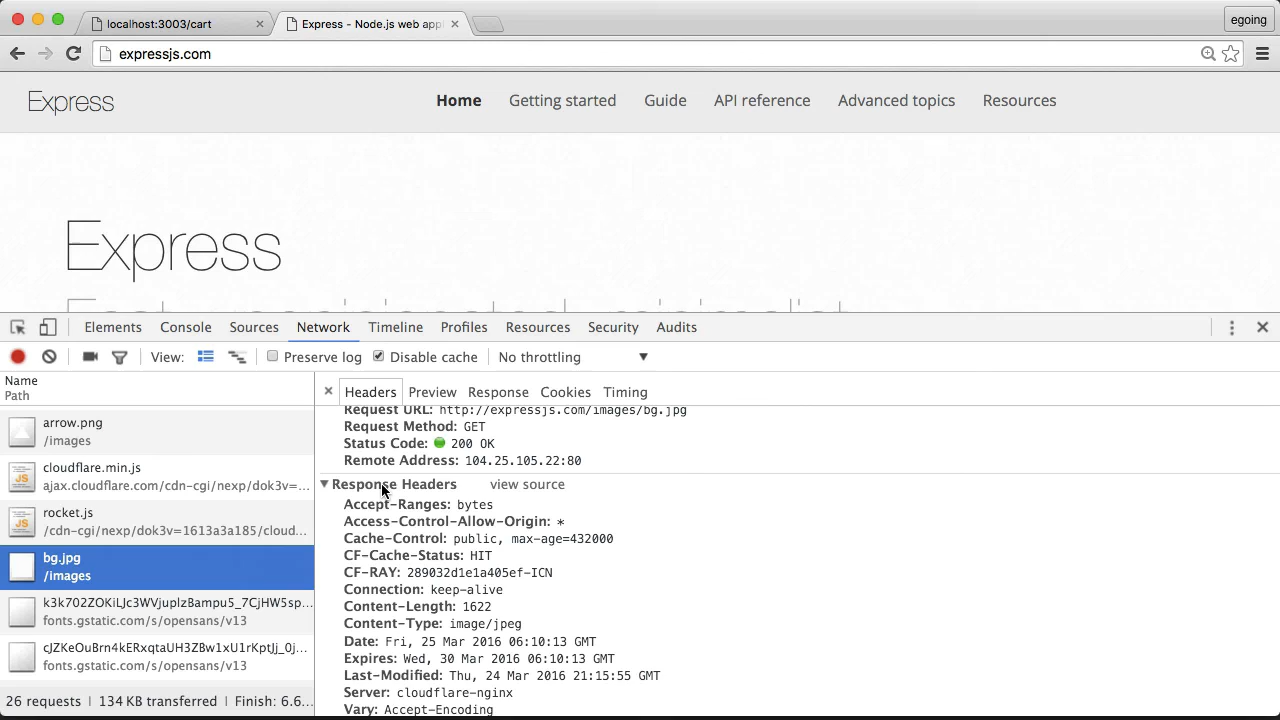 localhost:3003/cart
Express - Node.js web app
egoing
expressjs.com
Express
Home Getting started Guide API reference Advanced topics Resources
Express
Elements Console Sources Network Timeline Profiles Resources Security Audits
View: Preserve log Disable cache No throttling
Name
Path
Headers Preview Response Cookies Timing
arrow.png
/images
cloudflare.min.js
ajax.cloudflare.com/cdn-cgi/nexp/dok3v=...
rocket.js
/cdn-cgi/nexp/dok3v=1613a3a185/cloud...
bg.jpg
/images
k3k702ZOKiLJc3WVjuplzBampu5_7CjHW5sp...
fonts.gstatic.com/s/opensans/v13
cJZKeOuBrn4kERxqtaUH3ZBw1xU1rKptJj_0j...
fonts.gstatic.com/s/opensans/v13
26 requests | 134 KB transferred | Finish: 6.6...
Request URL: http://expressjs.com/images/bg.jpg
Request Method: GET
Status Code: 200 OK
Remote Address: 104.25.105.22:80
Response Headers view source
Accept-Ranges: bytes
Access-Control-Allow-Origin: *
Cache-Control: public, max-age=432000
CF-Cache-Status: HIT
CF-RAY: 289032d1e1a405ef-ICN
Connection: keep-alive
Content-Length: 1622
Content-Type: image/jpeg
Date: Fri, 25 Mar 2016 06:10:13 GMT
Expires: Wed, 30 Mar 2016 06:10:13 GMT
Last-Modified: Thu, 24 Mar 2016 21:15:55 GMT
Server: cloudflare-nginx
Vary: Accept-Encoding